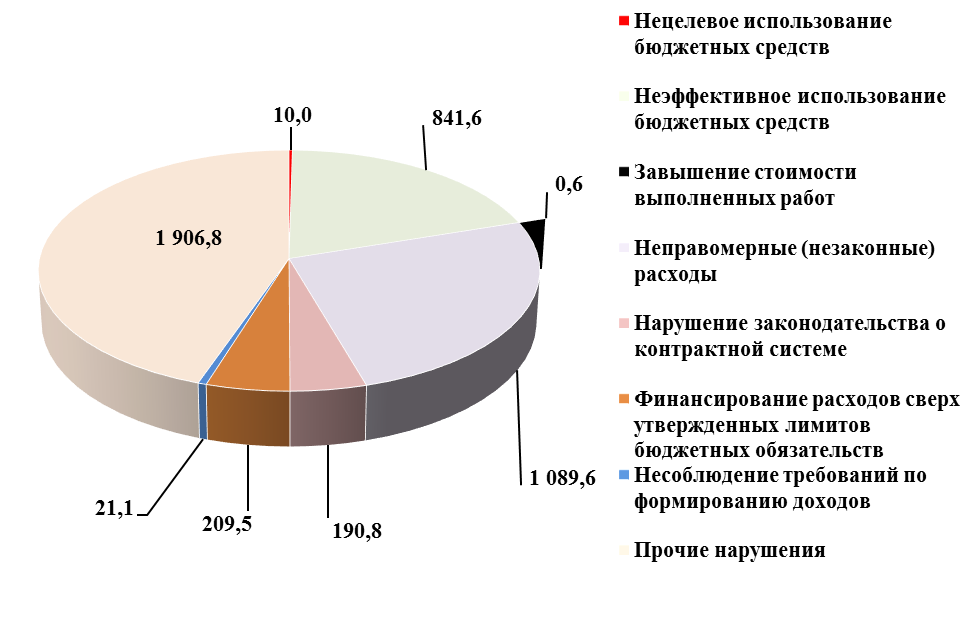 Нецелевое использование
бюджетных средств
Неэффективное использование
бюджетных средств
Завышение стоимости
выполненных работ
Неправомерные (незаконные)
расходы
Нарушение законодательства о
контрактной системе
Финансирование расходов сверх
утвержденных лимитов
бюджетных обязательств
Несоблюдение требований по
формированию доходов
Прочие нарушения
10,0
841,6
0,6
1 906,8
1 089,6
21,1
209,5
190,8